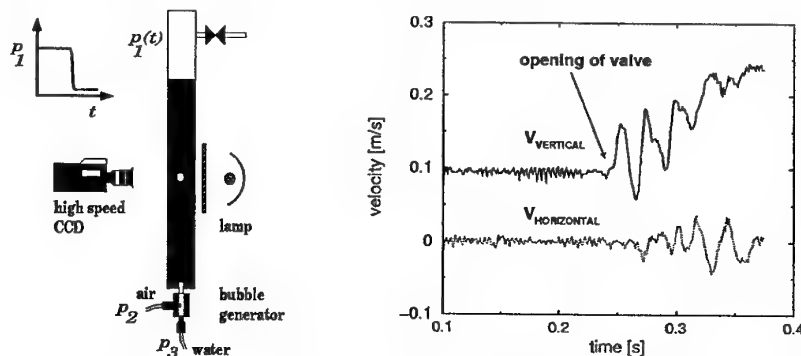 p1
t
p1(t)
high speed
CCD
lamp
air
p2
bubble
generator
p3
water
velocity [m/s]
0.3
0.2
0.1
0
−0.1
opening of valve
VVERTICAL
VHORIZONTAL
0.1
0.2
0.3
0.4
time [s]